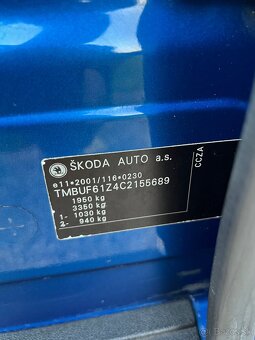 ŠKODA AUTO a.s.
e11*2001/116*0230
TMBUF61Z4C2155689
1950 kg
3350 kg
1- 1030 kg
2- 940 kg
CCZA